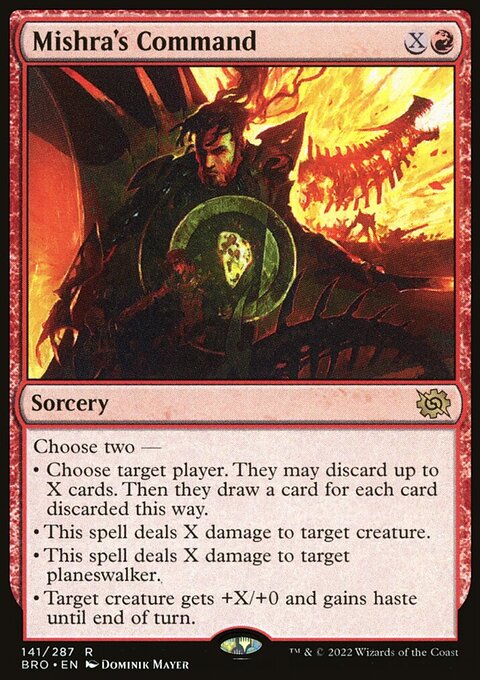 Mishra's Command X
Sorcery
Choose two —
• Choose target player. They may discard up to
X cards. Then they draw a card for each card
discarded this way.
• This spell deals X damage to target creature.
• This spell deals X damage to target
planeswalker.
• Target creature gets +X/+0 and gains haste
until end of turn.
141/287 R
BRO • EN Dominik Mayer
™ & © 2022 Wizards of the Coast